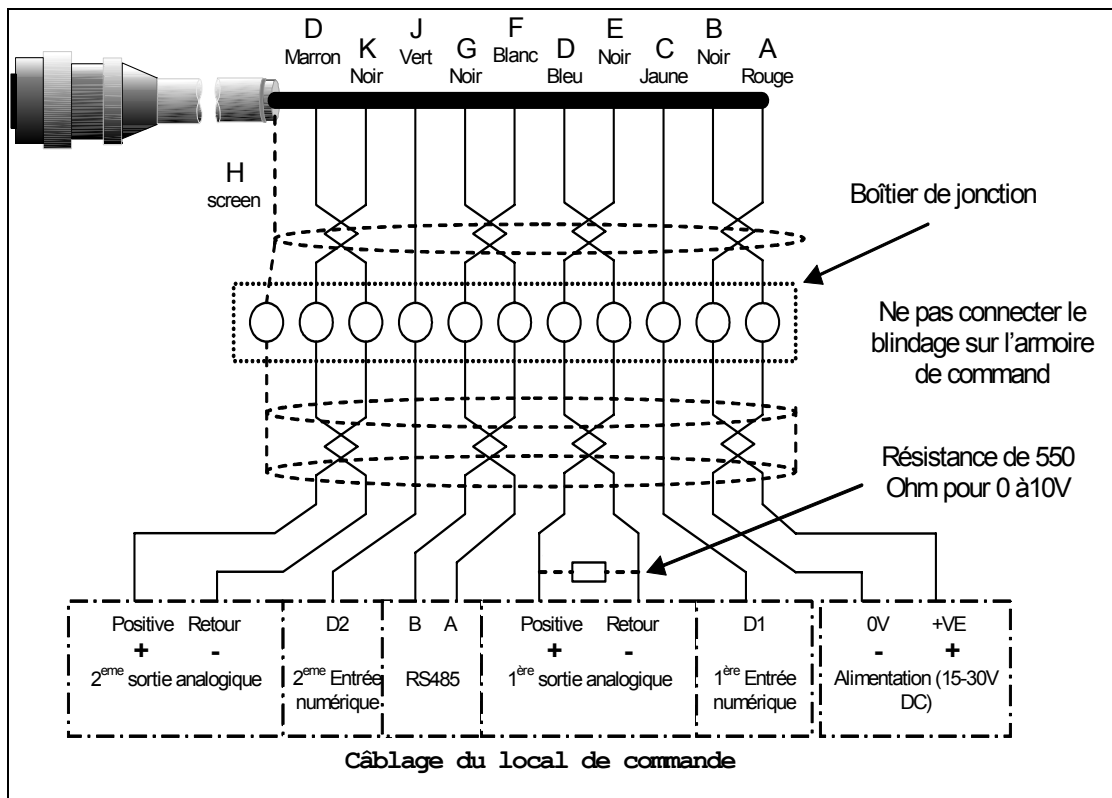 D
Marron
K
Noir
J
Vert
G
Noir
F
Blanc
D
Bleu
E
Noir
C
Jaune
B
Noir
A
Rouge
H
screen
Boîtier de jonction
Ne pas connecter le
blindage sur l'armoire
de command
Résistance de 550
Ohm pour 0 à10V
Positive Retour
+ -
2eme sortie analogique
D2
2eme Entrée
numérique
B A
RS485
Positive Retour
+ -
1ère sortie analogique
D1
1ère Entrée
numérique
0V +VE
- +
Alimentation (15-30V
DC)
Câblage du local de commande